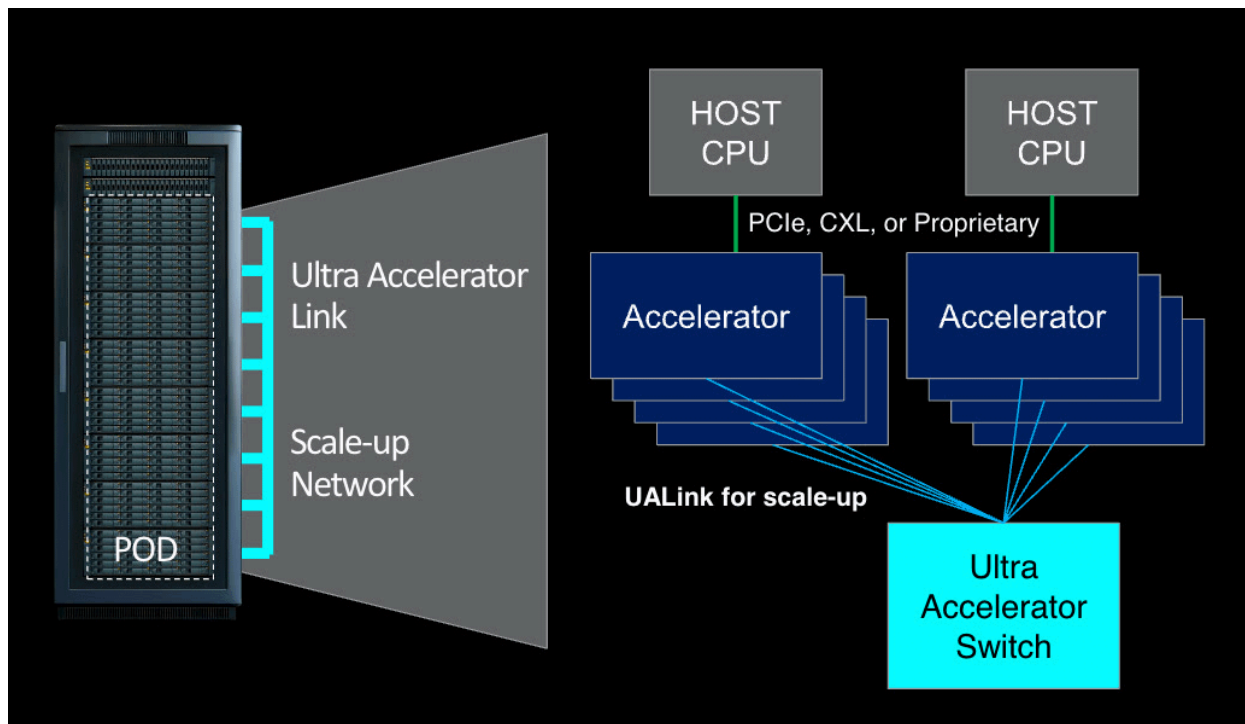 POD
Ultra Accelerator
Link
Scale-up
Network
HOST
CPU
HOST
CPU
PCIe, CXL, or Proprietary
Accelerator
Accelerator
UALink for scale-up
Ultra
Accelerator
Switch